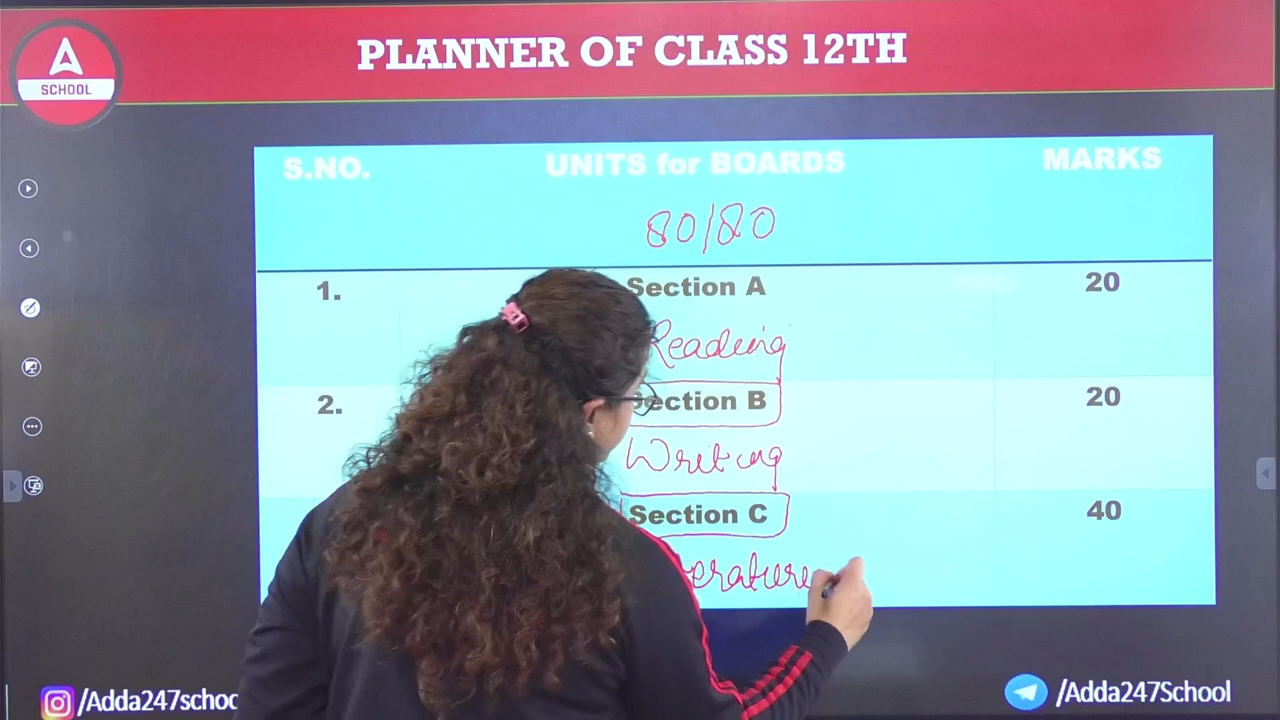 PLANNER OF CLASS 12TH
SCHOOL
S.NO. UNITS for BOARDS MARKS
80/80
1. Section A 20
Reading
2. Section B 20
Writing
Section C 40
erature
/Adda247schoo
/Adda247School